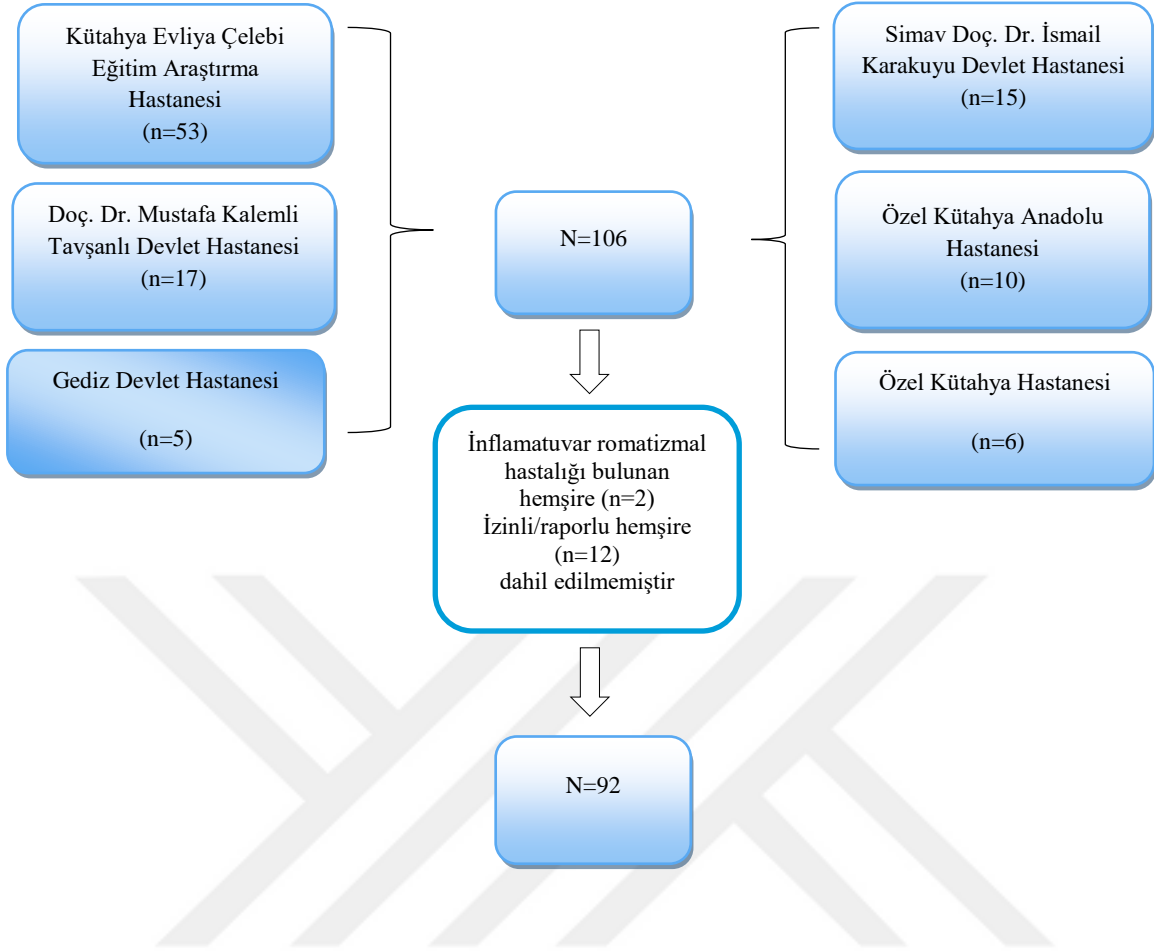 Kütahya Evliya Çelebi
Eğitim Araştırma
Hastanesi
(n=53)
Doç. Dr. Mustafa Kalemli
Tavşanlı Devlet Hastanesi
(n=17)
Gediz Devlet Hastanesi
(n=5)
N=106
Simav Doç. Dr. İsmail
Karakuyu Devlet Hastanesi
(n=15)
Özel Kütahya Anadolu
Hastanesi
(n=10)
Özel Kütahya Hastanesi
(n=6)
İnflamatuvar romatizmal
hastalığı bulunan
hemşire (n=2)
İzinli/raporlu hemşire
(n=12)
dahil edilmemiştir
N=92